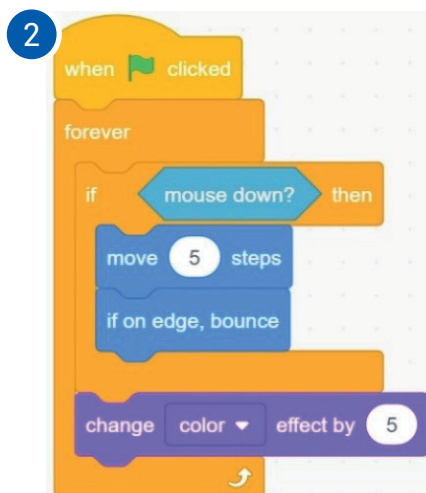 2
when clicked
forever
if mouse down? then
move 5 steps
if on edge, bounce
change color effect by 5